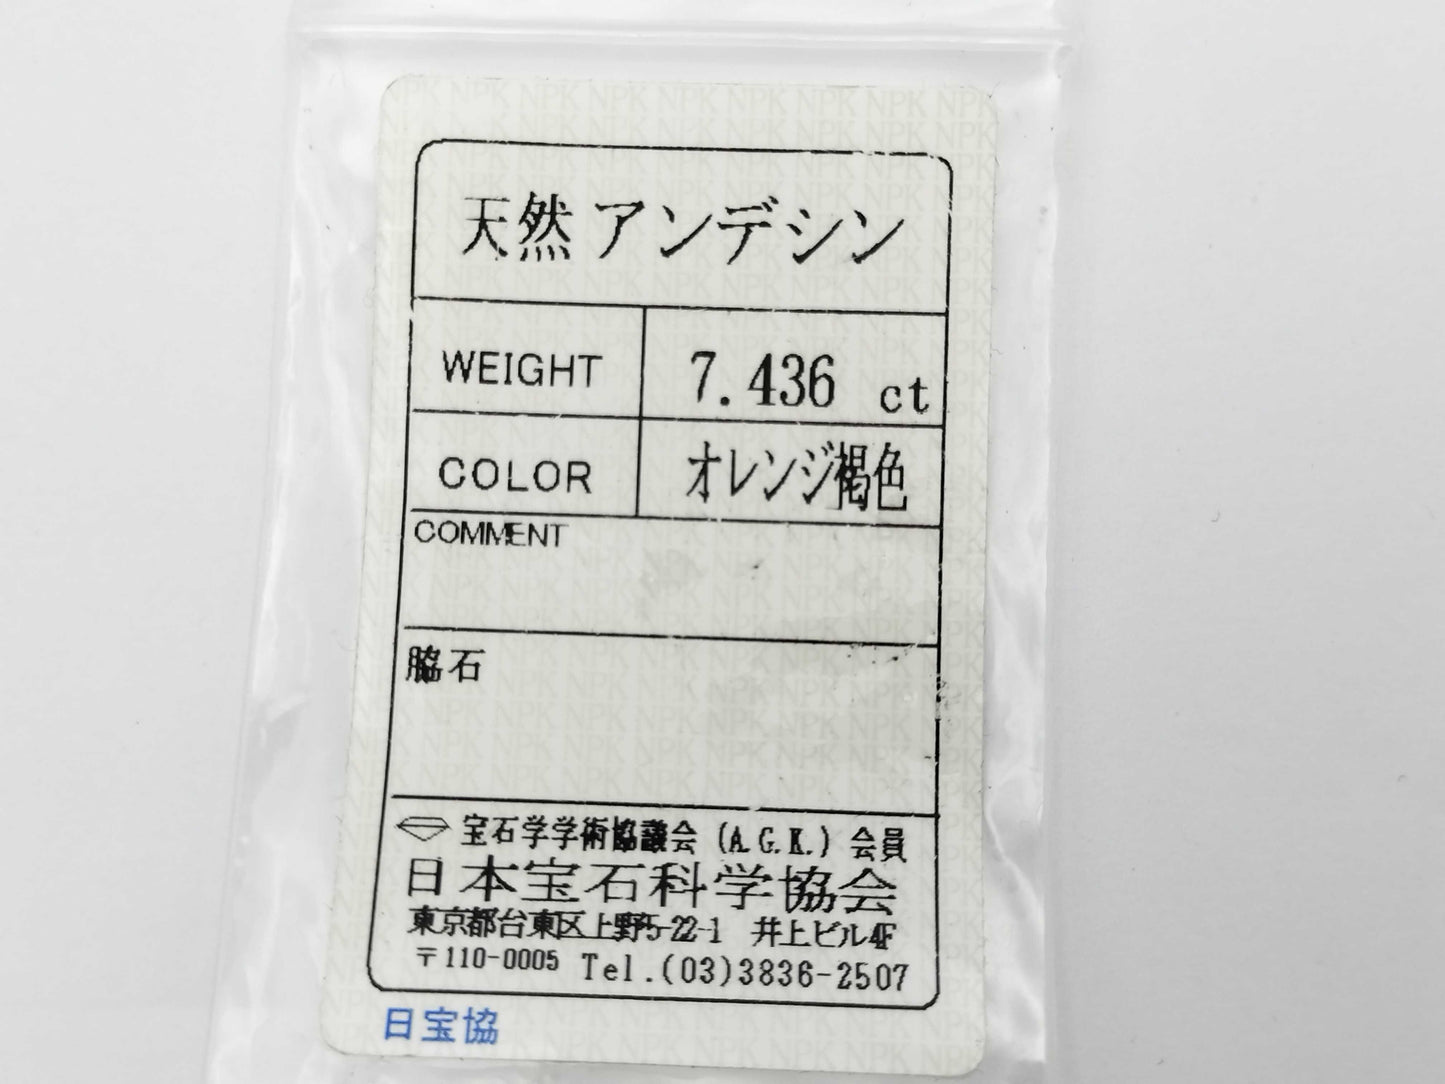 天然 アンデシン
WEIGHT 7.436 ct
COLOR オレンジ褐色
COMMENT
脇石
宝石学学術協議会 (A.G.K.) 会員
日本宝石科学協会
東京都台東区上野5-22-1 井上ビル4F
〒110-0005 Tel.(03)3836-2507
日宝協